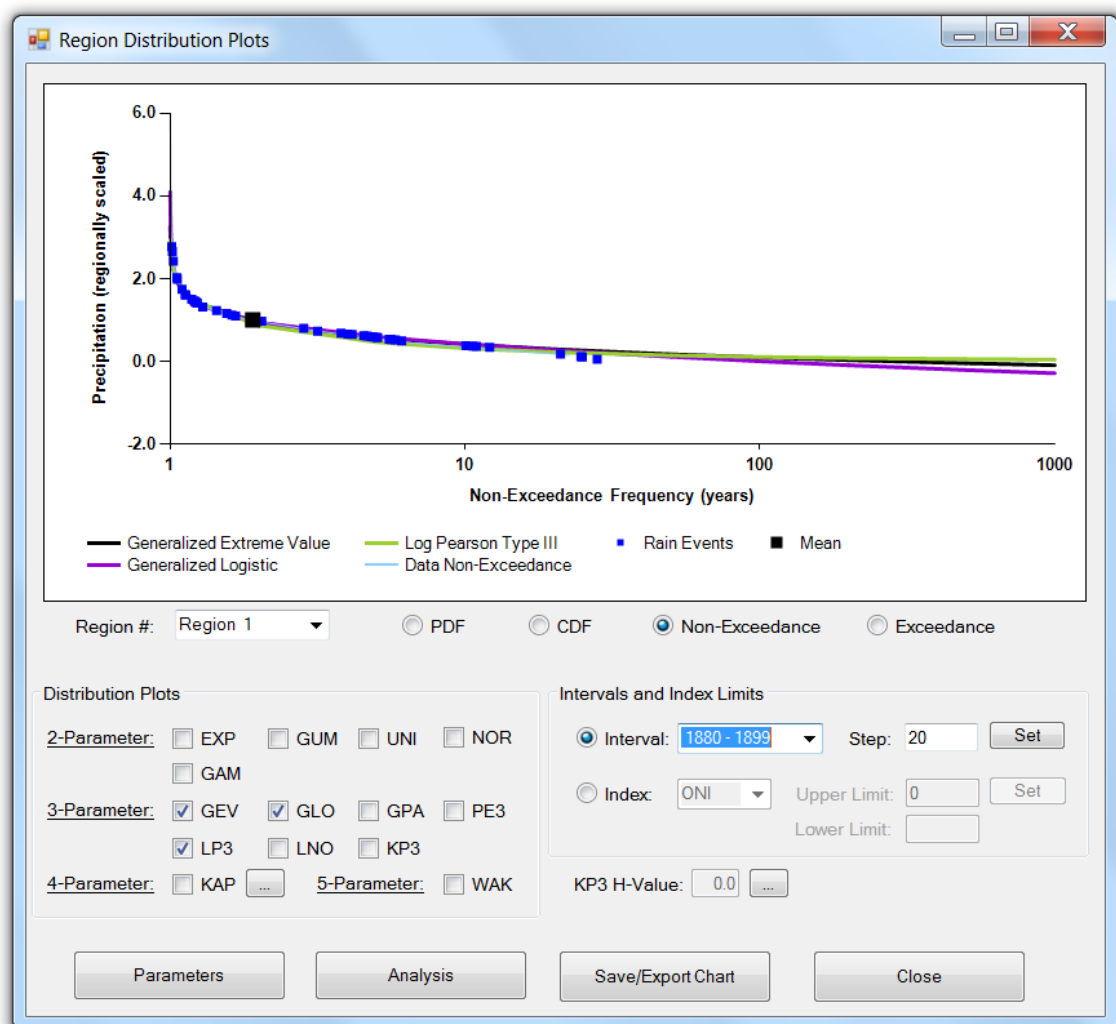 Region Distribution Plots
6.0
4.0
2.0
0.0
-2.0
Precipitation (regionally scaled)
1 10 100 1000
Non-Exceedance Frequency (years)
Generalized Extreme Value Log Pearson Type III Rain Events Mean
Generalized Logistic Data Non-Exceedance
Region #: Region 1 PDF CDF Non-Exceedance Exceedance
Distribution Plots
2-Parameter: EXP GUM UNI NOR
GAM
3-Parameter: GEV GLO GPA PE3
LP3 LNO KP3
4-Parameter: KAP ... 5-Parameter: WAK
Intervals and Index Limits
Interval: 1880 - 1899 Step: 20 Set
Index: ONI Upper Limit: 0 Set
Lower Limit:
KP3 H-Value: 0.0 ...
Parameters Analysis Save/Export Chart Close